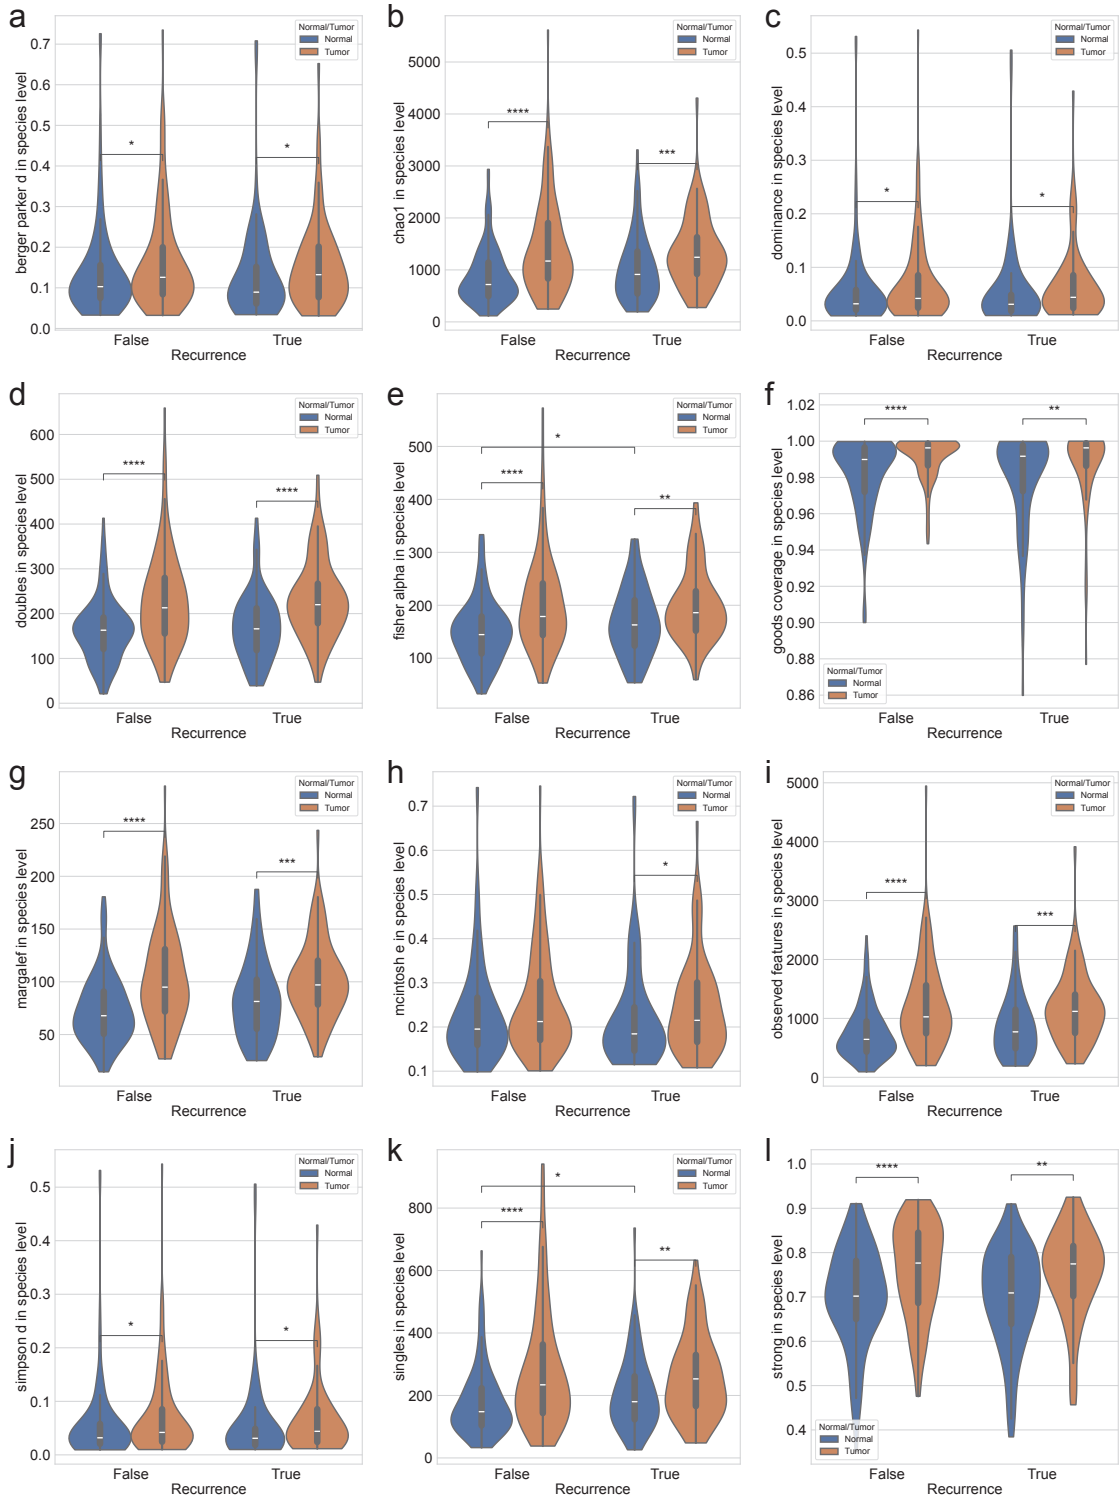 a
berger parker d in species level
0.7
0.6
0.5
0.4
0.3
0.2
0.1
0.0
Normal/Tumor
Normal
Tumor
*
*
False
True
Recurrence
b
chao1 in species level
5000
4000
3000
2000
1000
0
Normal/Tumor
Normal
Tumor
****
***
False
True
Recurrence
c
dominance in species level
0.5
0.4
0.3
0.2
0.1
0.0
Normal/Tumor
Normal
Tumor
*
*
False
True
Recurrence
d
doubles in species level
600
500
400
300
200
100
0
Normal/Tumor
Normal
Tumor
****
****
False
True
Recurrence
e
fisher alpha in species level
500
400
300
200
100
Normal/Tumor
Normal
Tumor
*
****
**
False
True
Recurrence
f
goods coverage in species level
1.02
1.00
0.98
0.96
0.94
0.92
0.90
0.88
0.86
****
**
Normal/Tumor
Normal
Tumor
False
True
Recurrence
g
margalef in species level
250
200
150
100
50
Normal/Tumor
Normal
Tumor
****
***
False
True
Recurrence
h
mcintosh e in species level
0.7
0.6
0.5
0.4
0.3
0.2
0.1
Normal/Tumor
Normal
Tumor
*
False
True
Recurrence
i
observed features in species level
5000
4000
3000
2000
1000
0
Normal/Tumor
Normal
Tumor
****
***
False
True
Recurrence
j
simpson d in species level
0.5
0.4
0.3
0.2
0.1
0.0
Normal/Tumor
Normal
Tumor
*
*
False
True
Recurrence
k
singles in species level
800
600
400
200
0
Normal/Tumor
Normal
Tumor
*
****
**
False
True
Recurrence
l
strong in species level
1.0
0.9
0.8
0.7
0.6
0.5
0.4
****
**
Normal/Tumor
Normal
Tumor
False
True
Recurrence